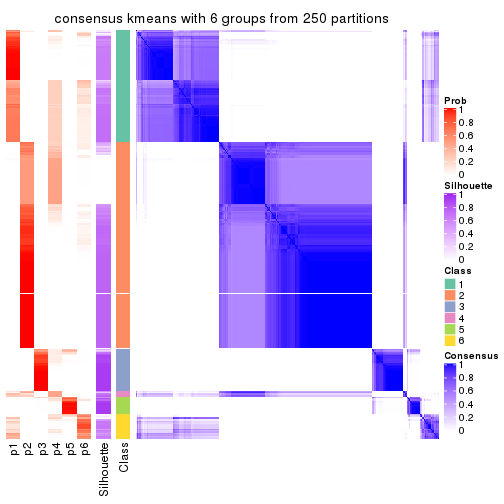 consensus kmeans with 6 groups from 250 partitions
Prob
1
0.8
0.6
0.4
0.2
0
Silhouette
1
0.8
0.6
0.4
0.2
0
Class
1
2
3
4
5
6
Consensus
1
0.8
0.6
0.4
0.2
0
p1
p2
p3
p4
p5
p6
Silhouette
Class